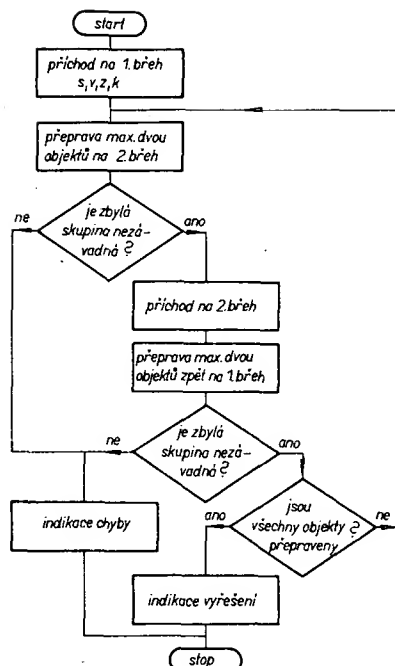 start
příchod na 1. břeh
s,v,z,k
přeprava max. dvou
objektů na 2. břeh
ne
je zbylá
skupina nezá-
vadná ?
ano
příchod na 2. břeh
přeprava max. dvou
objektů zpět na 1. břeh
ne
je zbylá
skupina nezá-
vadná ?
ano
indikace chyby
ano
jsou
všechny objekty ?
přepraveny
ne
indikace vyřešení
stop